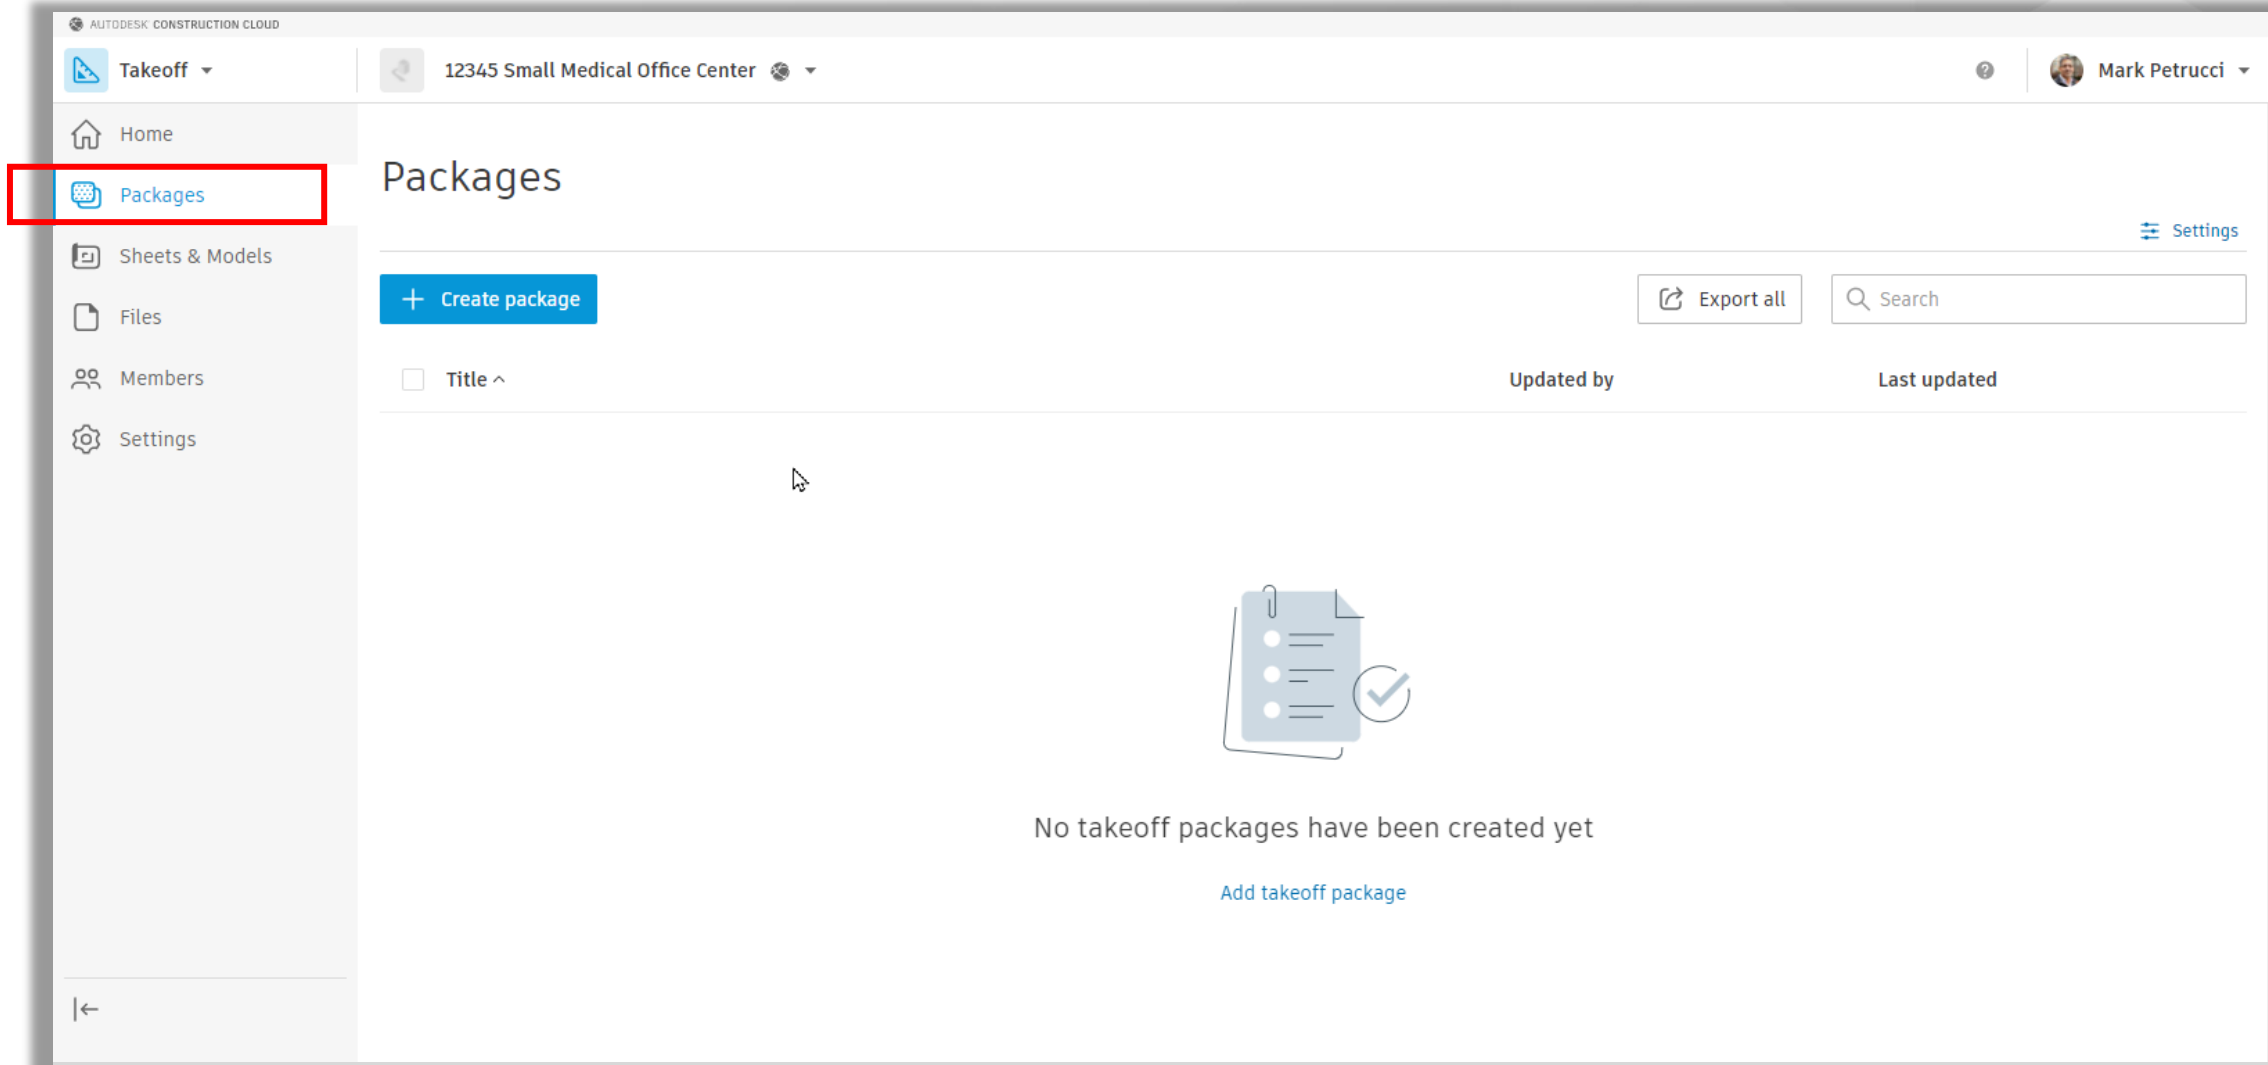 AUTODESK CONSTRUCTION CLOUD
Takeoff
12345 Small Medical Office Center
Mark Petrucci
Home
Packages
Sheets & Models
Files
Members
Settings
Packages
Settings
Create package
Export all
Search
Title
Updated by
Last updated
No takeoff packages have been created yet
Add takeoff package